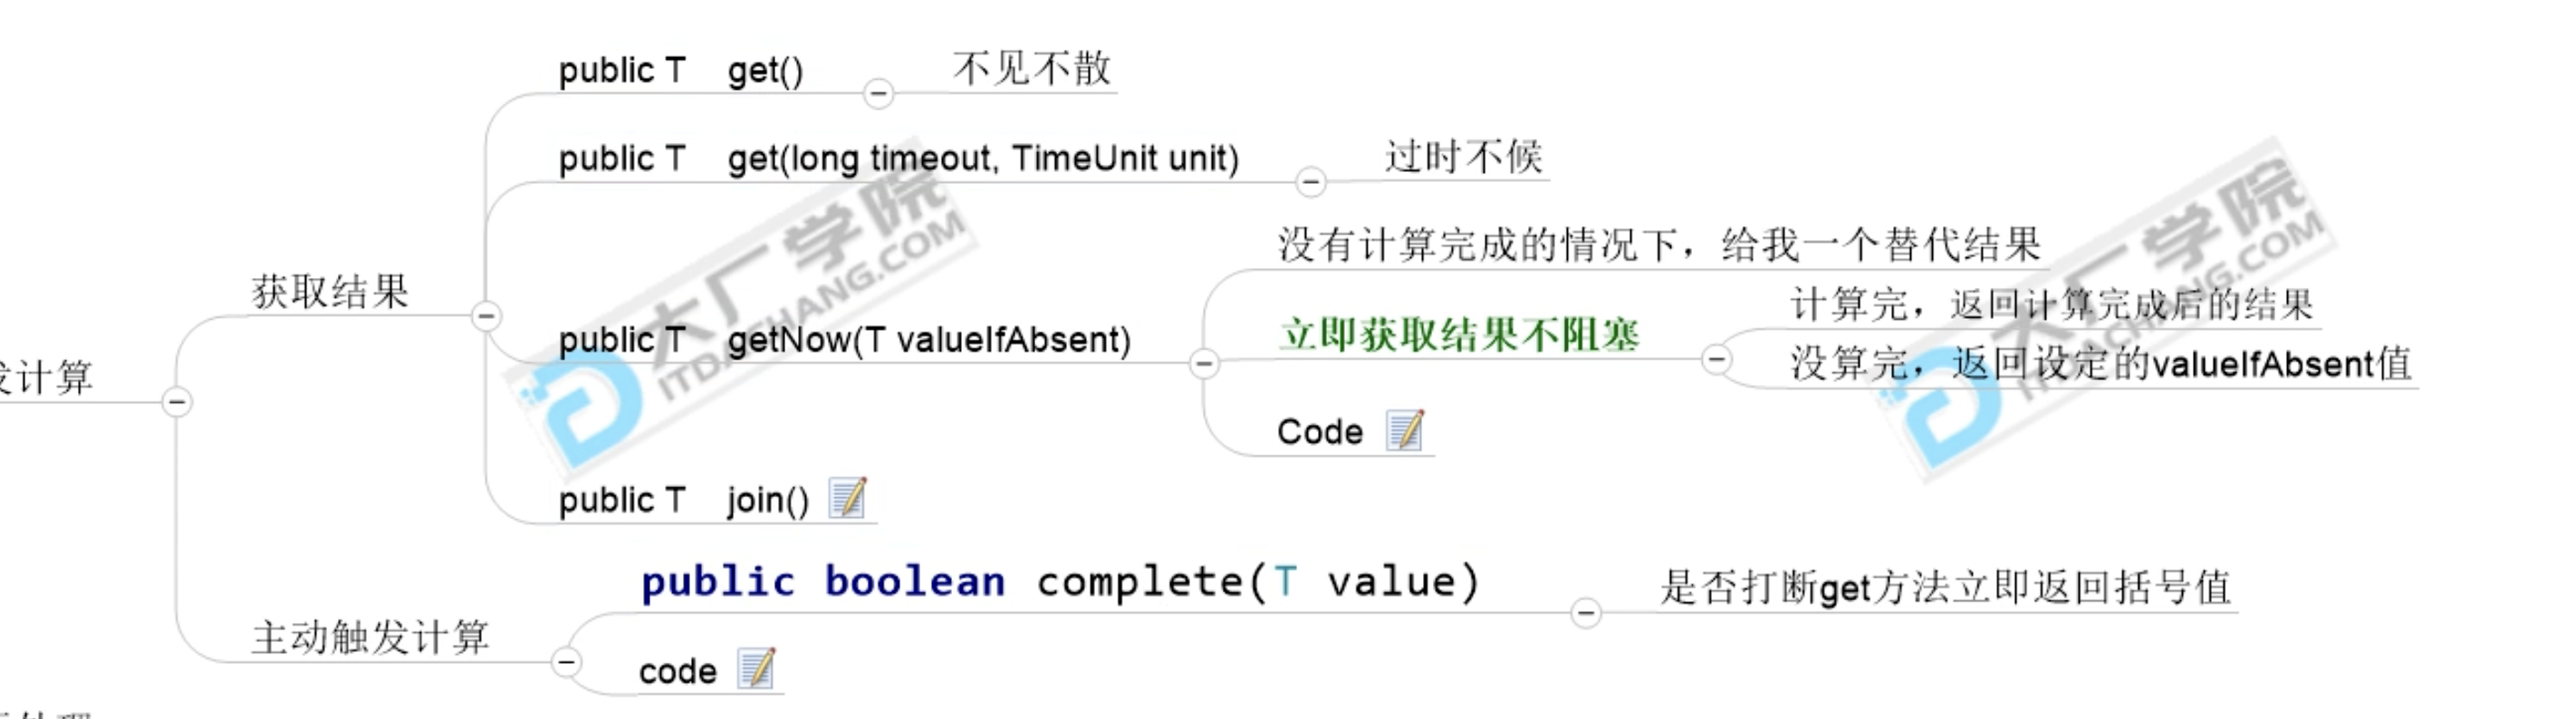 public T get() 不见不散
public T get(long timeout, TimeUnit unit) 过时不候
没有计算完成的情况下，给我一个替代结果
获取结果
计算完，返回计算完成后的结果
public T getNow(T valueIfAbsent) 立即获取结果不阻塞
没算完，返回设定的valueIfAbsent值
发计算
Code
public T join()
public boolean complete(T value) 是否打断get方法立即返回括号值
主动触发计算
code
大厂学院
ITDACHANG.COM
大厂学院
ITDACHANG.COM